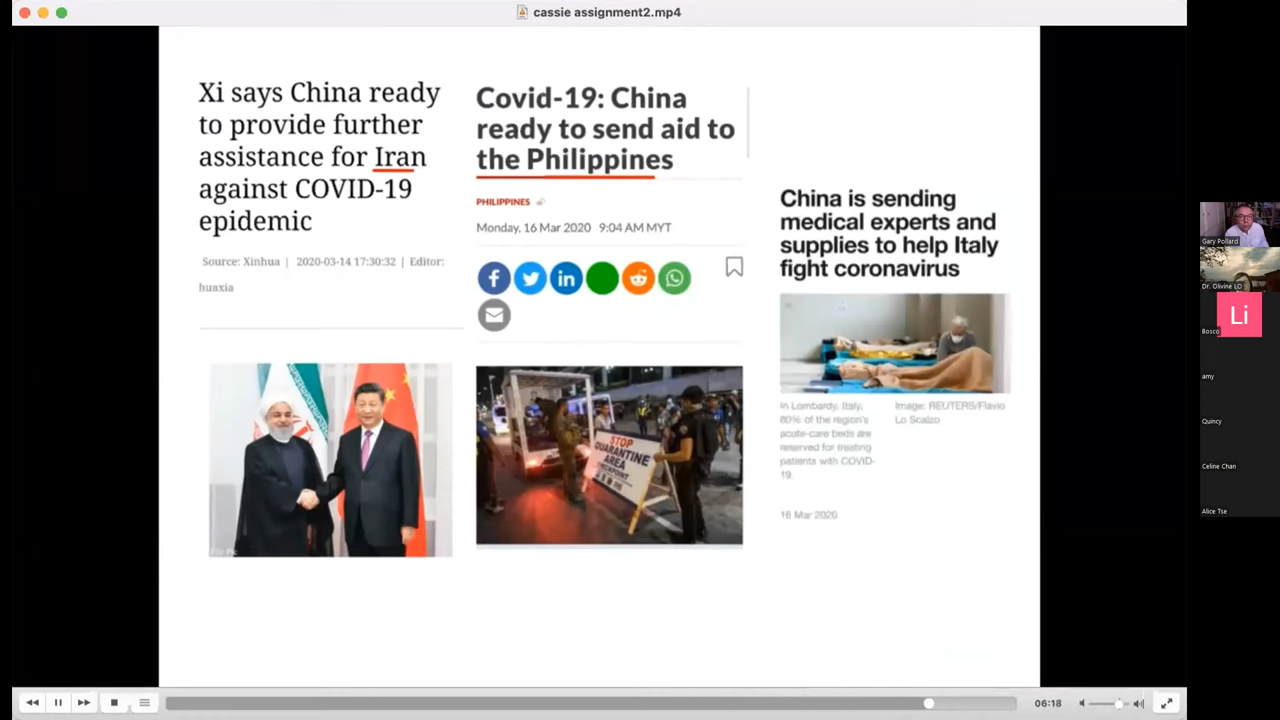 cassie assignment2.mp4
Xi says China ready
to provide further
assistance for Iran
against COVID-19
epidemic
Source: Xinhua | 2020-03-14 17:30:32 | Editor:
huaxia
Covid-19: China
ready to send aid to
the Philippines
PHILIPPINES
Monday, 16 Mar 2020 9:04 AM MYT
STOP
QUARANTINE
AREA
CHECKPOINT
China is sending
medical experts and
supplies to help Italy
fight coronavirus
In Lombardy, Italy,
80% of the region's
acute-care beds are
reserved for treating
patients with COVID-
19.
Image: REUTERS/Flavio
Lo Scalzo
16 Mar 2020
Gary Pollard
Dr. Olivine LO
Li
Bosco
amy
Quincy
Celine Chan
Alice Tse
06:18